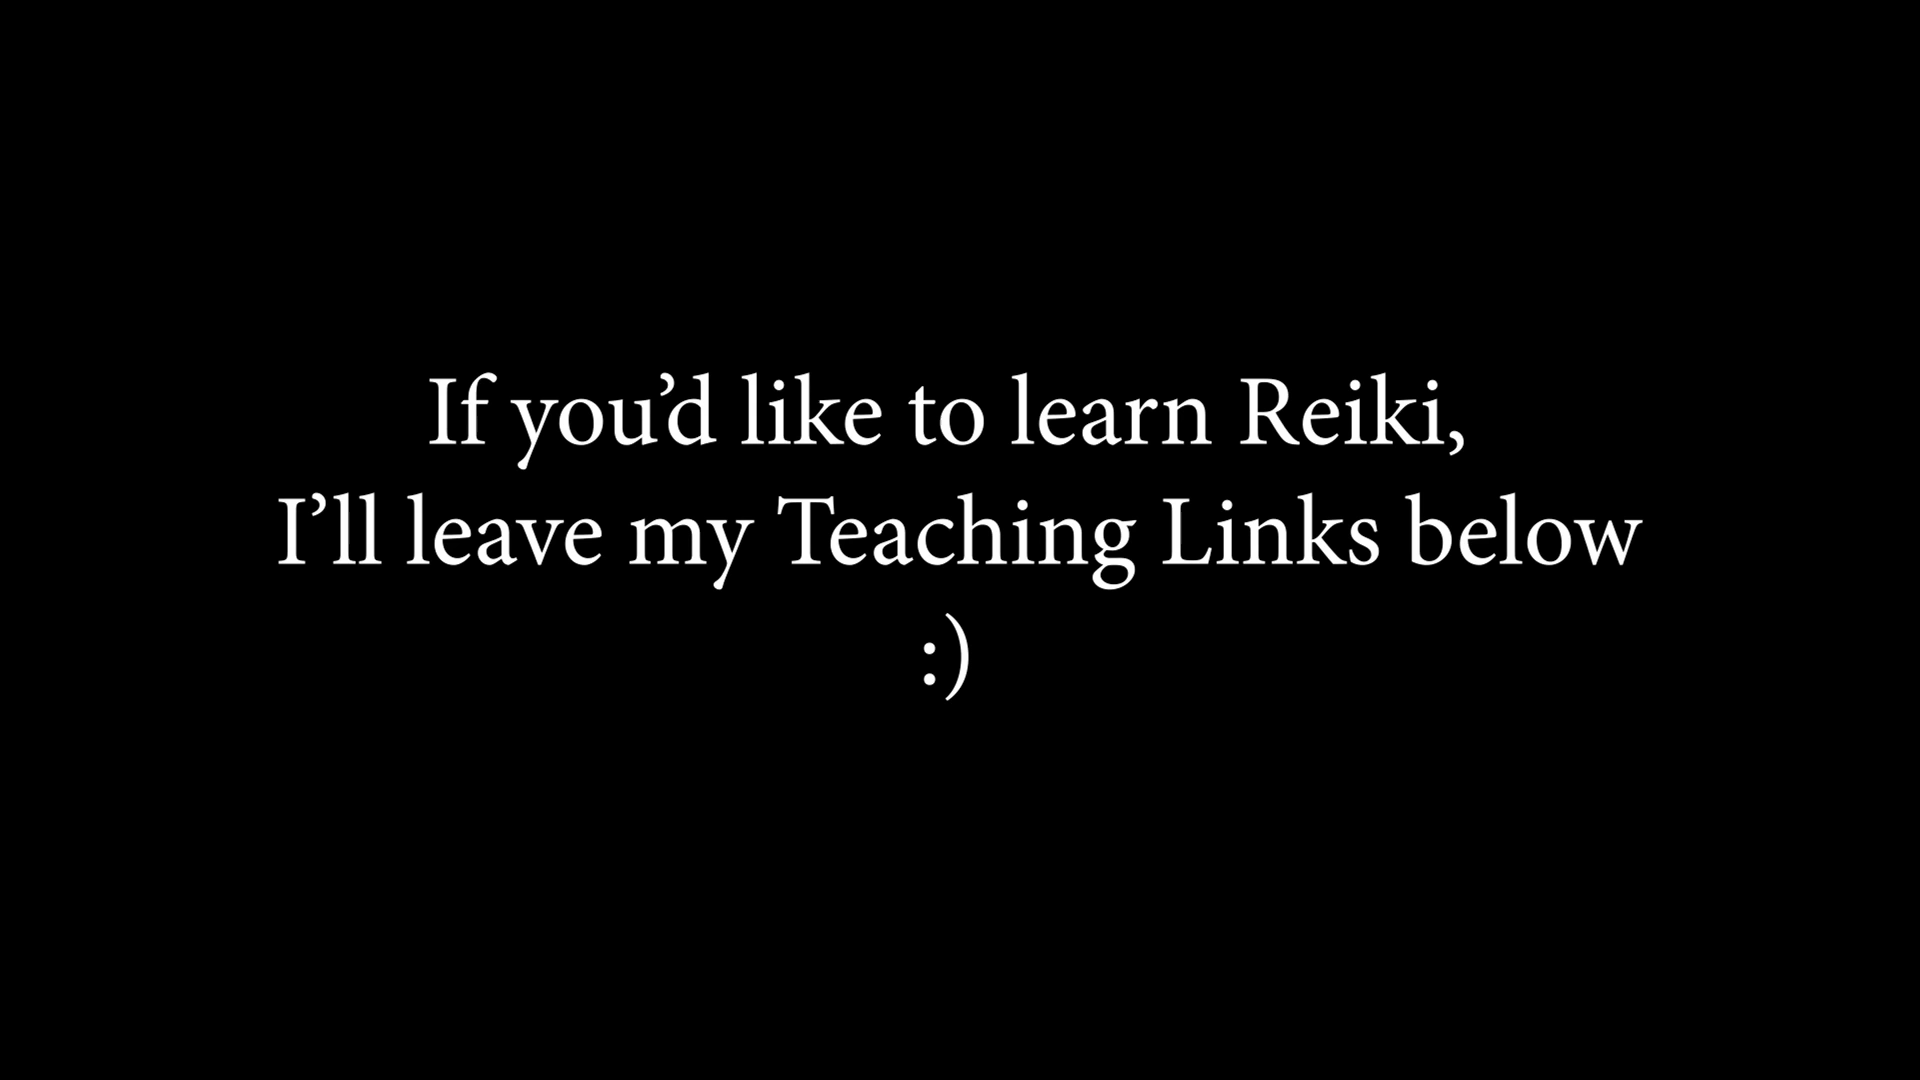 If you’d like to learn Reiki,
I’ll leave my Teaching Links below
:)